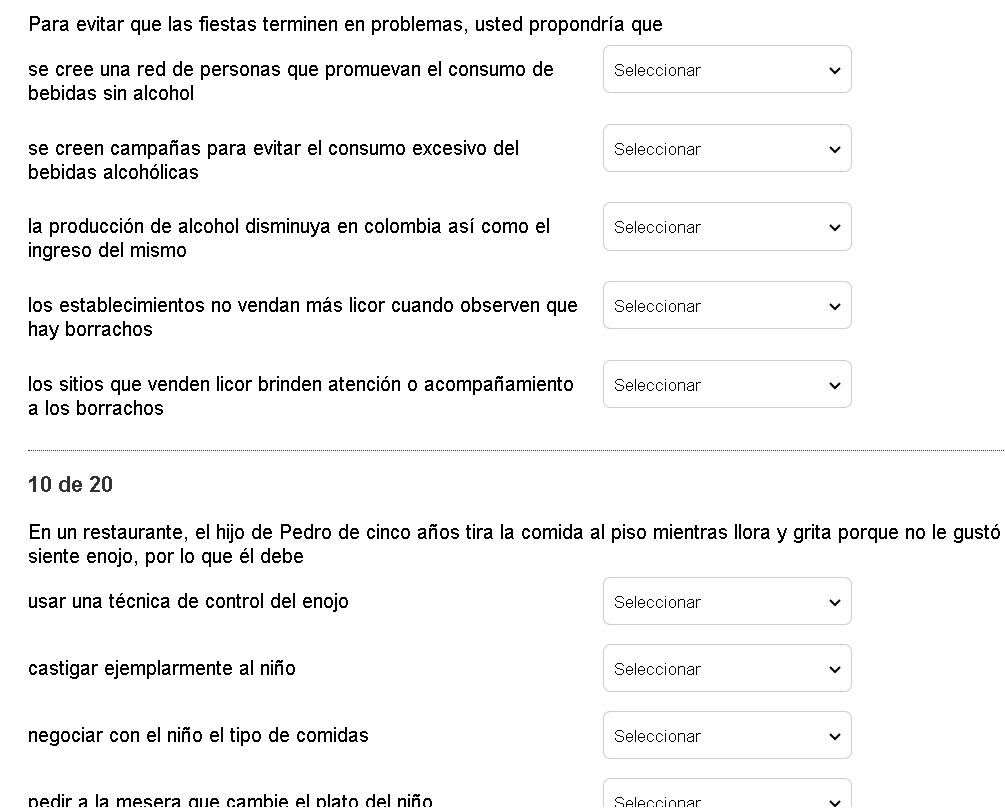 Para evitar que las fiestas terminen en problemas, usted propondría que
se cree una red de personas que promuevan el consumo de
bebidas sin alcohol
Seleccionar
se creen campañas para evitar el consumo excesivo del
bebidas alcohólicas
Seleccionar
la producción de alcohol disminuya en colombia así como el
ingreso del mismo
Seleccionar
los establecimientos no vendan más licor cuando observen que
hay borrachos
Seleccionar
los sitios que venden licor brinden atención o acompañamiento
a los borrachos
Seleccionar
10 de 20
En un restaurante, el hijo de Pedro de cinco años tira la comida al piso mientras llora y grita porque no le gustó
siente enojo, por lo que él debe
usar una técnica de control del enojo
Seleccionar
castigar ejemplarmente al niño
Seleccionar
negociar con el niño el tipo de comidas
Seleccionar
pedir a la mesera que cambie el plato del niño
Seleccionar